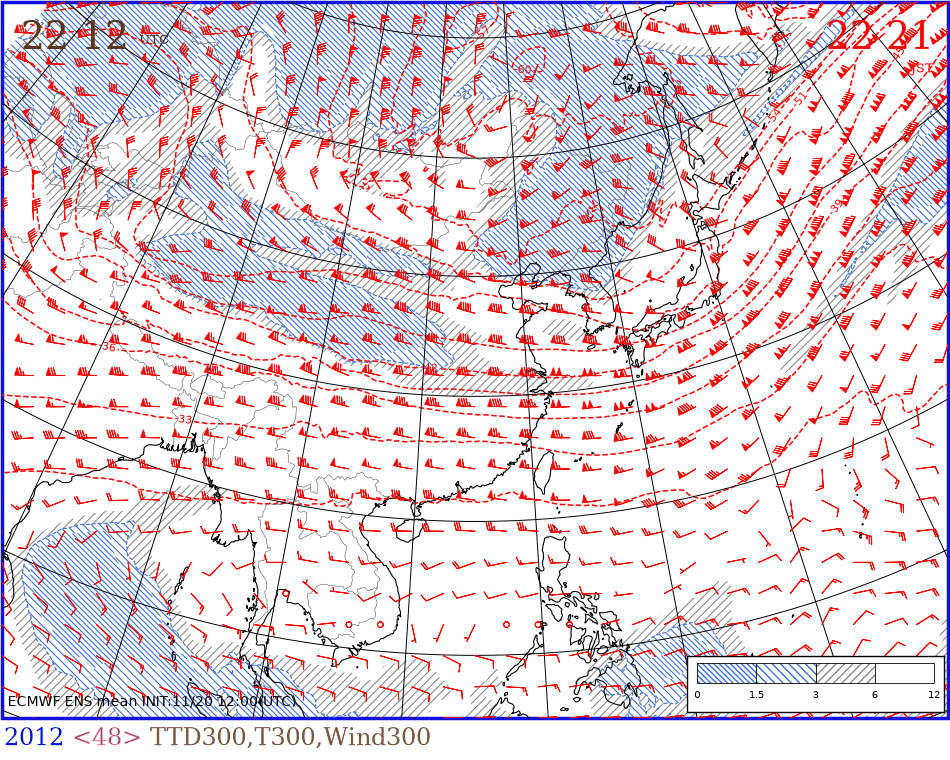 22 12 UTC
22 21 JST
60
51
54
39
36
33
ECMWF ENS mean INIT:11/20 12:00(UTC)
0 1.5 3 6 12
2012 <48> TTD300,T300,Wind300